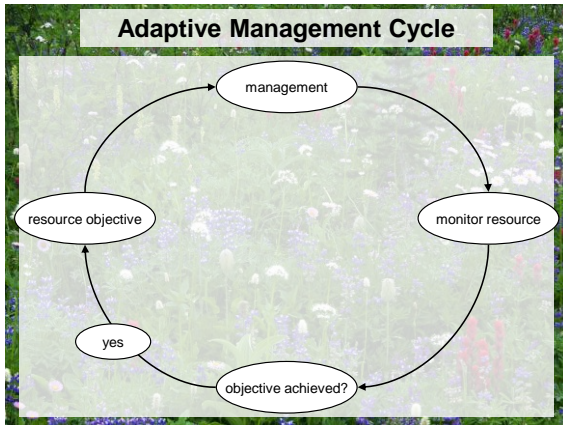 Adaptive Management Cycle
management
resource objective
monitor resource
yes
objective achieved?